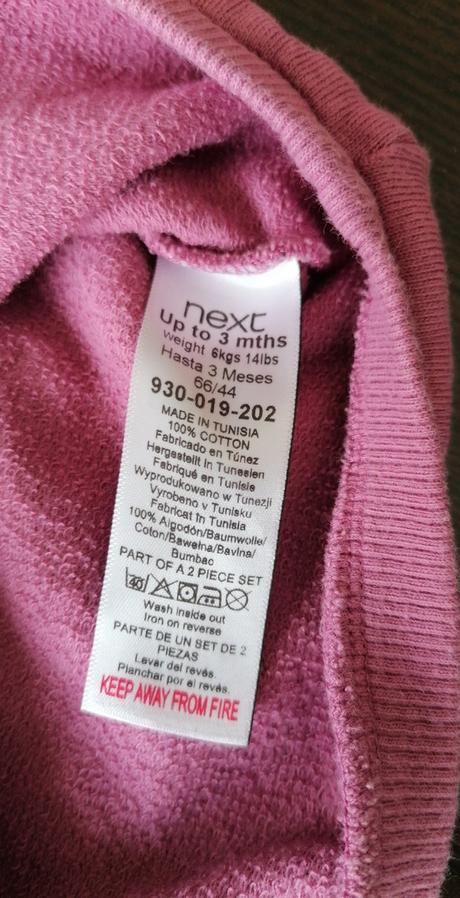 next
Up to 3 mths
weight 6kgs 14lbs
Hasta 3 Meses
66/44
930-019-202
MADE IN TUNISIA
100% COTTON
Fabricado en Túnez
Hergestellt in Tunesien
Fabriqué en Tunisie
Wyprodukowano w Tunezji
Vyrobeno v Tunisku
Fabricat în Tunisia
100% Algodón/Baumwolle/
Coton/Bawełna/Bavlna/
Bumbac
PART OF A 2 PIECE SET
40
Wash inside out
Iron on reverse
PARTE DE UN SET DE 2
PIEZAS
Lavar del revés.
Planchar por el revés.
KEEP AWAY FROM FIRE